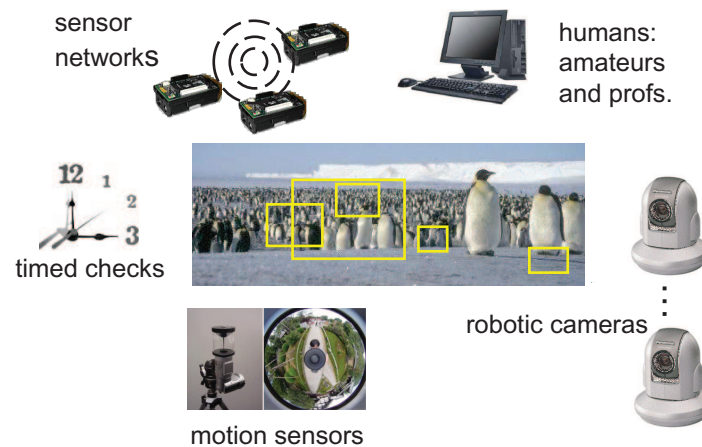 sensor
networks
humans:
amateurs
and profs.
12
1
2
3
timed checks
robotic cameras
motion sensors